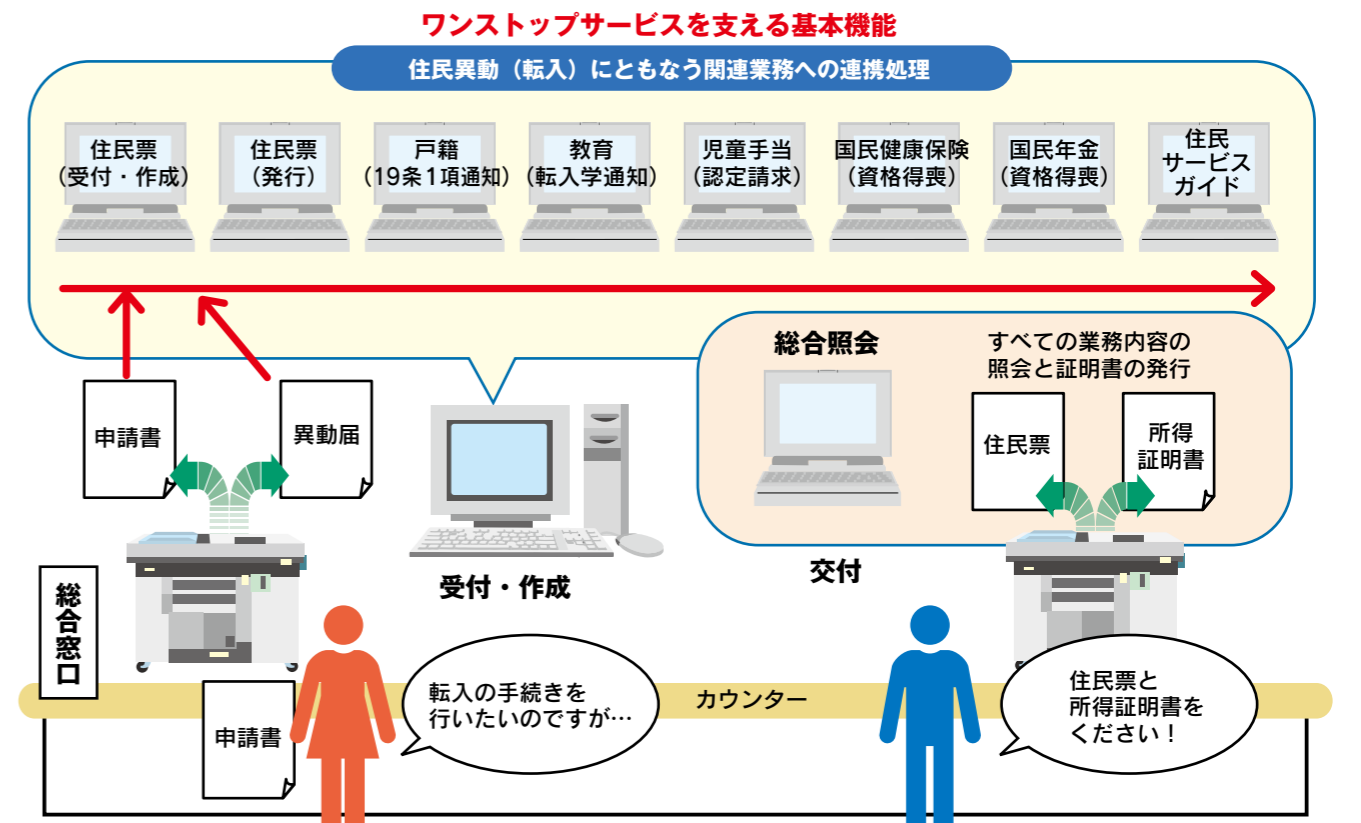 ワンストップサービスを支える基本機能
住民異動（転入）にともなう関連業務への連携処理
住民票
（受付・作成）
住民票
（発行）
戸籍
（19条1項通知）
教育
（転入学通知）
児童手当
（認定請求）
国民健康保険
（資格得喪）
国民年金
（資格得喪）
住民
サービス
ガイド
申請書
異動届
受付・作成
総合照会
すべての業務内容の
照会と証明書の発行
住民票
所得
証明書
交付
総合窓口
申請書
転入の手続きを
行いたいのですが…
カウンター
住民票と
所得証明書を
ください！